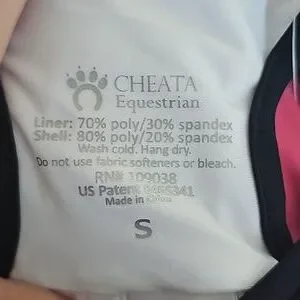 CHEATA
Equestrian
Liner: 70% poly/30% spandex
Shell: 80% poly/20% spandex
Wash cold. Hang dry.
Do not use fabric softeners or bleach.
RN# 109038
US Patent
Made in
S